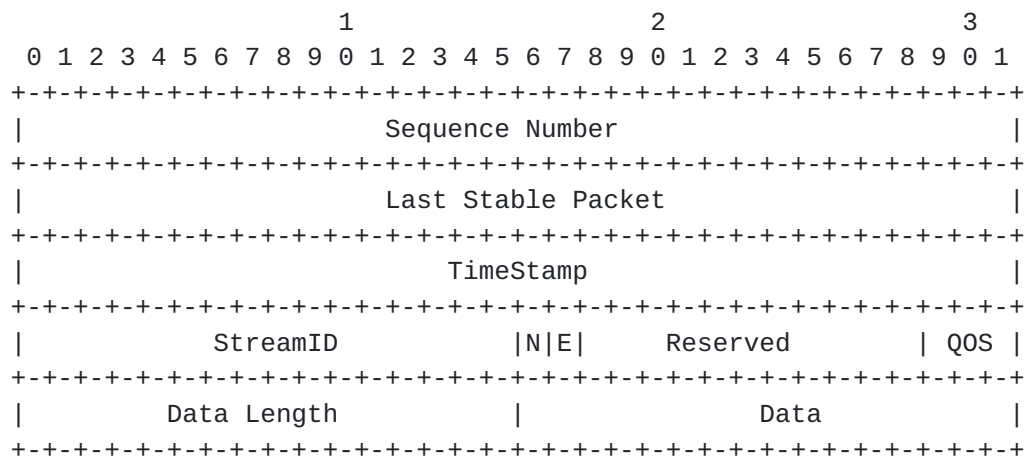 1                   2                   3
 0 1 2 3 4 5 6 7 8 9 0 1 2 3 4 5 6 7 8 9 0 1 2 3 4 5 6 7 8 9 0 1
+-+-+-+-+-+-+-+-+-+-+-+-+-+-+-+-+-+-+-+-+-+-+-+-+-+-+-+-+-+-+-+-+
|                       Sequence Number                         |
+-+-+-+-+-+-+-+-+-+-+-+-+-+-+-+-+-+-+-+-+-+-+-+-+-+-+-+-+-+-+-+-+
|                       Last Stable Packet                      |
+-+-+-+-+-+-+-+-+-+-+-+-+-+-+-+-+-+-+-+-+-+-+-+-+-+-+-+-+-+-+-+-+
|                           TimeStamp                           |
+-+-+-+-+-+-+-+-+-+-+-+-+-+-+-+-+-+-+-+-+-+-+-+-+-+-+-+-+-+-+-+-+
|            StreamID           |N|E|     Reserved        | QOS |
+-+-+-+-+-+-+-+-+-+-+-+-+-+-+-+-+-+-+-+-+-+-+-+-+-+-+-+-+-+-+-+-+
|         Data Length           |               Data            |
+-+-+-+-+-+-+-+-+-+-+-+-+-+-+-+-+-+-+-+-+-+-+-+-+-+-+-+-+-+-+-+-+